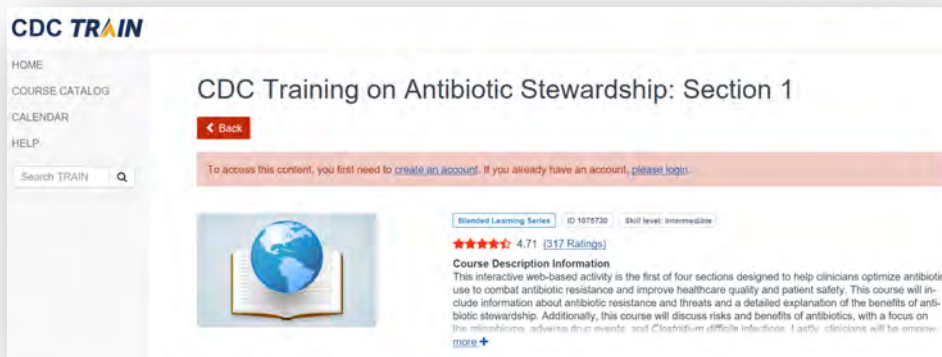 CDC TRAIN
HOME
COURSE CATALOG
CALENDAR
HELP
Search TRAIN
CDC Training on Antibiotic Stewardship: Section 1
Back
To access this content, you first need to create an account. If you already have an account, please login.
Blended Learning Series ID 1075730 Skill level: Intermediate
4.71 (317 Ratings)
Course Description Information
This interactive web-based activity is the first of four sections designed to help clinicians optimize antibiotic
use to combat antibiotic resistance and improve healthcare quality and patient safety. This course will in-
clude information about antibiotic resistance and threats and a detailed explanation of the benefits of anti-
biotic stewardship. Additionally, this course will discuss risks and benefits of antibiotics, with a focus on
the microbiome, adverse drug events, and Clostridium difficile infections. Lastly, clinicians will be empow-
more +